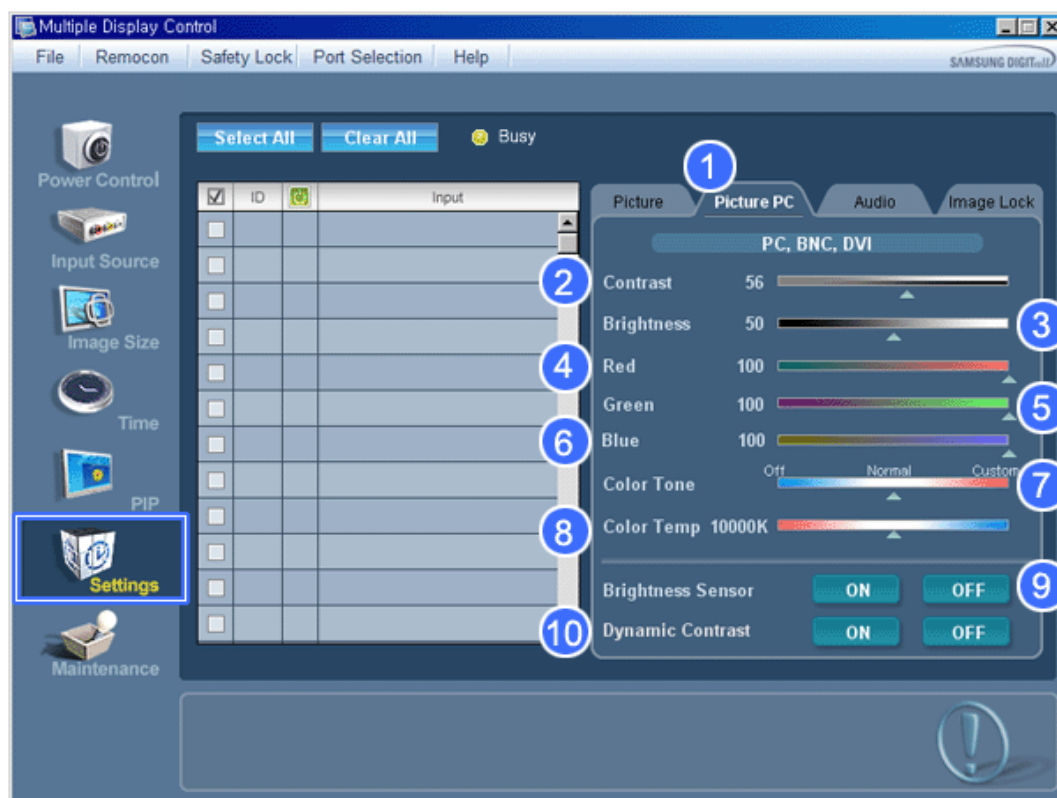 Multiple Display Control
File Remocon Safety Lock Port Selection Help
SAMSUNG DIGITall
Select All Clear All Busy
Power Control
Input Source
Image Size
Time
PIP
Settings
Maintenance
ID Input
1
Picture Picture PC Audio Image Lock
PC, BNC, DVI
2 Contrast 56
Brightness 50 3
4 Red 100
Green 100 5
6 Blue 100
Off Normal Custom
Color Tone 7
8 Color Temp 10000K
Brightness Sensor ON OFF 9
10 Dynamic Contrast ON OFF